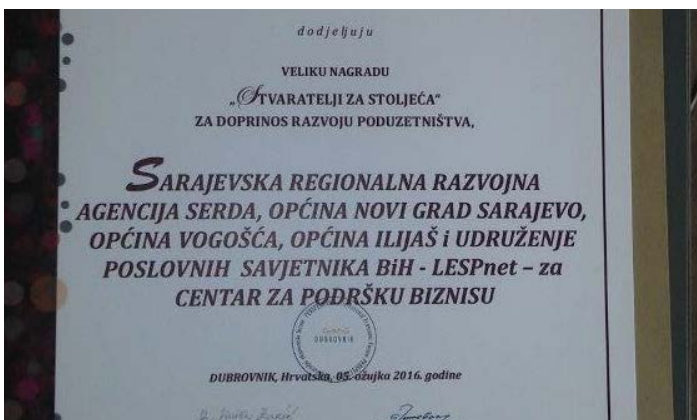 dodjeljuju
VELIKU NAGRADU
„STVARATELJI ZA STOLJEĆA“
ZA DOPRINOS RAZVOJU PODUZETNIŠTVA,
SARAJEVSKA REGIONALNA RAZVOJNA
AGENCIJA SERDA, OPĆINA NOVI GRAD SARAJEVO,
OPĆINA VOGOŠĆA, OPĆINA ILIJAŠ i UDRUŽENJE
POSLOVNIH SAVJETNIKA BiH - LESPnet – za
CENTAR ZA PODRŠKU BIZNISU
DUBROVNIK
DUBROVNIK, Hrvatska, 05. ožujka 2016. godine